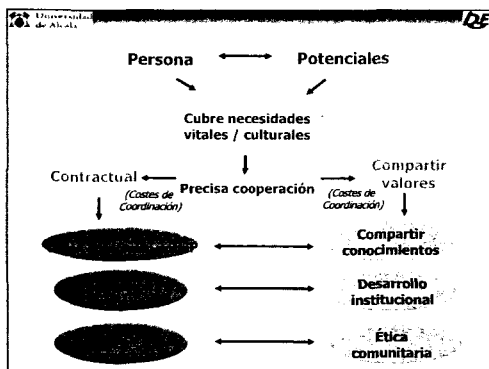 Universidad
de Alcalá
Persona
Potenciales
Cubre necesidades
vitales / culturales
Contractual
(Costes de
Coordinación)
Precisa cooperación
(Costes de
Coordinación)
Compartir
valores
Compartir
conocimientos
Desarrollo
institucional
Ética
comunitaria